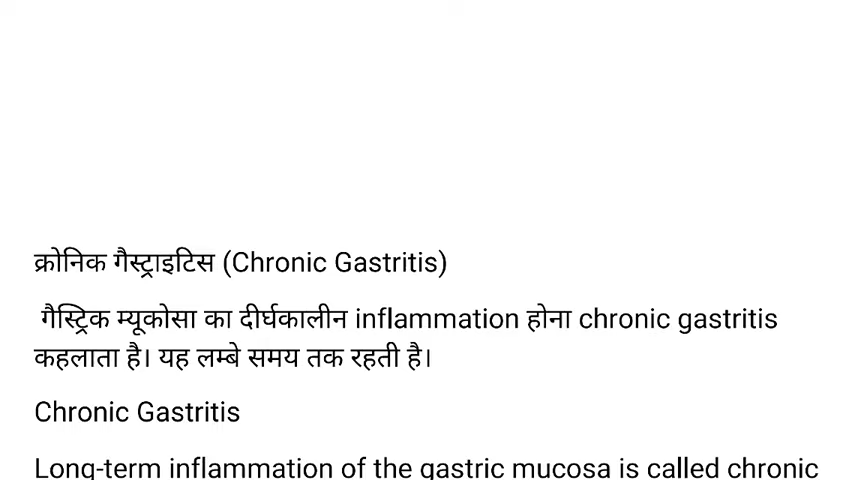 क्रोनिक गैस्ट्राइटिस (Chronic Gastritis)
गैस्ट्रिक म्यूकोसा का दीर्घकालीन inflammation होना chronic gastritis
कहलाता है। यह लम्बे समय तक रहती है।
Chronic Gastritis
Long-term inflammation of the gastric mucosa is called chronic